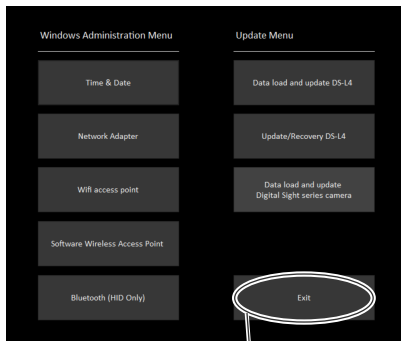 Windows Administration Menu
Time & Date
Network Adapter
Wifi access point
Software Wireless Access Point
Bluetooth (HID Only)
Update Menu
Data load and update DS-L4
Update/Recovery DS-L4
Data load and update
Digital Sight series camera
Exit